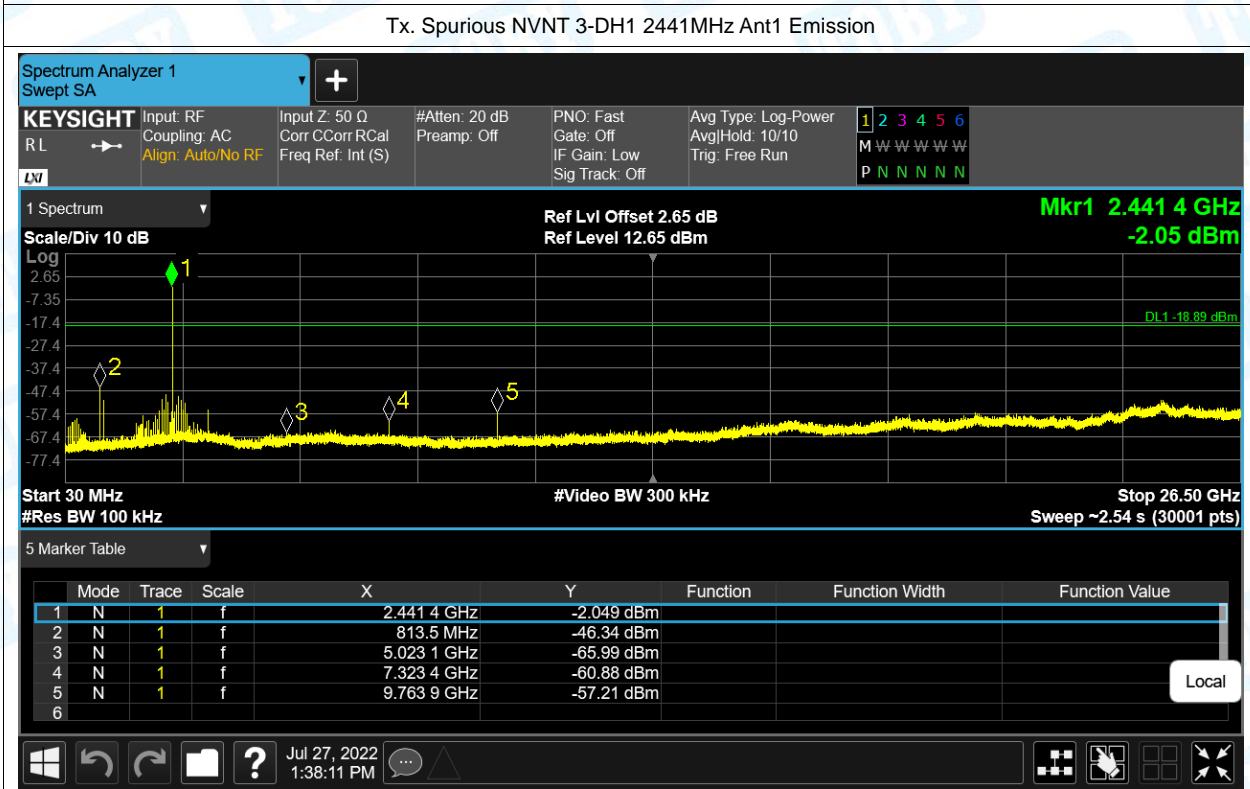 Tx. Spurious NVNT 3-DH1 2441MHz Ant1 Emission
Spectrum Analyzer 1
Swept SA
KEYSIGHT
RL
LXI
Input: RF
Coupling: AC
Align: Auto/No RF
Input Z: 50 Ω
Corr CCorr RCal
Freq Ref: Int (S)
#Atten: 20 dB
Preamp: Off
PNO: Fast
Gate: Off
IF Gain: Low
Sig Track: Off
Avg Type: Log-Power
Avg|Hold: 10/10
Trig: Free Run
1 2 3 4 5 6
M W W W W W
P N N N N N
1 Spectrum
Scale/Div 10 dB
Ref Lvl Offset 2.65 dB
Ref Level 12.65 dBm
Mkr1 2.441 4 GHz
-2.05 dBm
Log
2.65
-7.35
-17.4
-27.4
-37.4
-47.4
-57.4
-67.4
-77.4
1
2
3
4
5
DL1 -18.89 dBm
Start 30 MHz
#Video BW 300 kHz
Stop 26.50 GHz
#Res BW 100 kHz
Sweep ~2.54 s (30001 pts)
5 Marker Table
Mode Trace Scale X Y Function Function Width Function Value
1 N 1 f 2.441 4 GHz -2.049 dBm
2 N 1 f 813.5 MHz -46.34 dBm
3 N 1 f 5.023 1 GHz -65.99 dBm
4 N 1 f 7.323 4 GHz -60.88 dBm
5 N 1 f 9.763 9 GHz -57.21 dBm
6
Local
?
Jul 27, 2022
1:38:11 PM